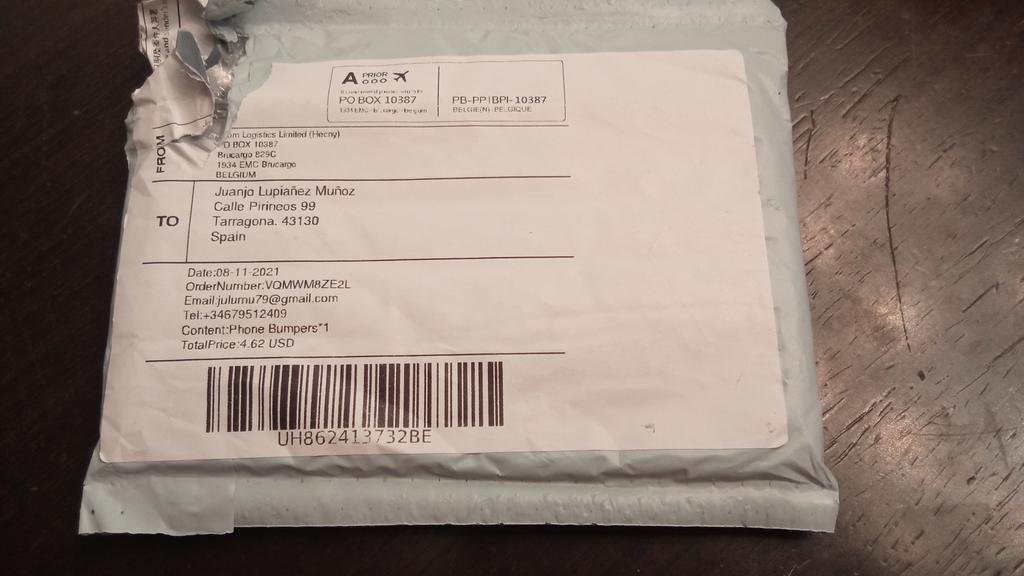 A PRIOR
PO BOX 10387
PB-PP|BPI-10387
BELGIE(N)-BELGIQUE
FROM
om Logistics Limited (Hecny)
O BOX 10387
Brucargo 829C
1934 EMC Brucargo
BELGIUM
TO
Juanjo Lupiañez Muñoz
Calle Pirineos 99
Tarragona. 43130
Spain
Date:08-11-2021
OrderNumber:VQMWM8ZE2L
Email:julumu79@gmail.com
Tel:+34679512409
Content:Phone Bumpers*1
TotalPrice:4.62 USD
UH862413732BE